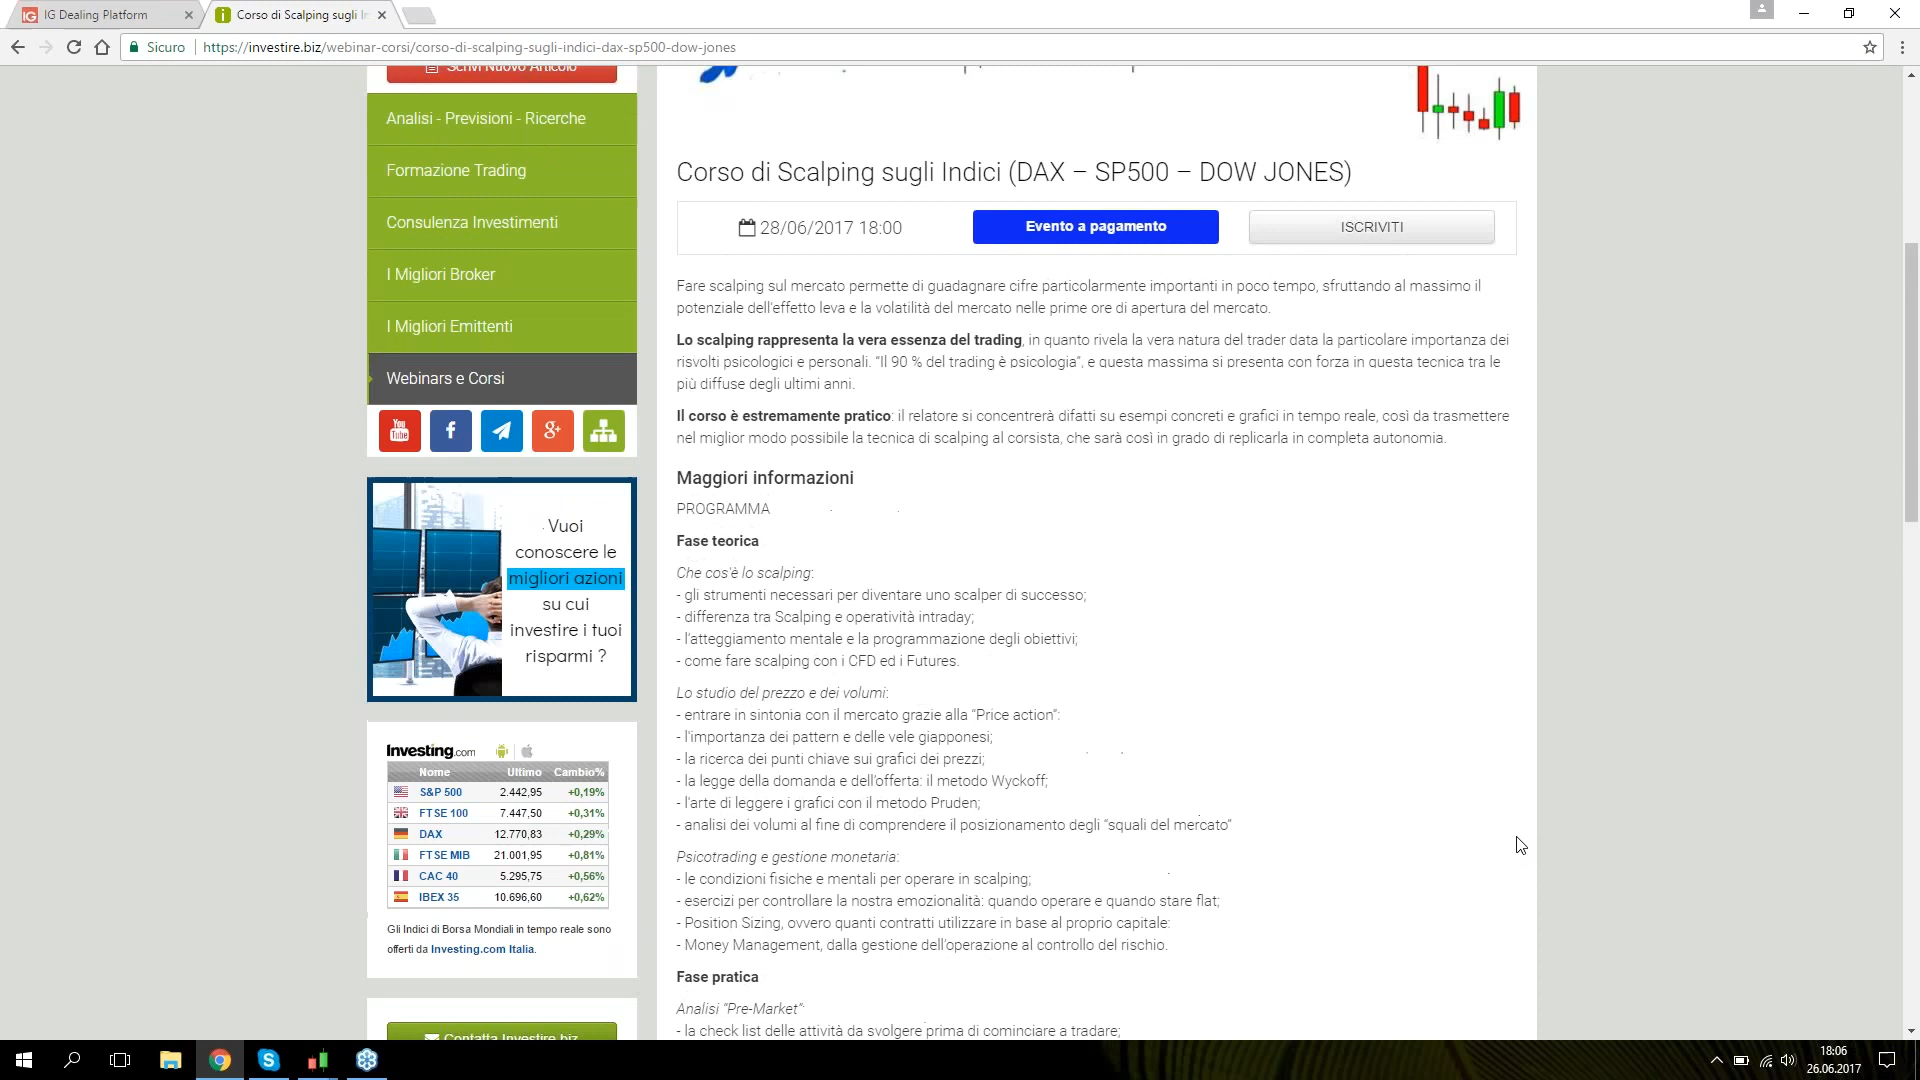 IG Dealing Platform
Corso di Scalping sugli In
Sicuro
https://investire.biz/webinar-corsi/corso-di-scalping-sugli-indici-dax-sp500-dow-jones
Scrivi Nuovo Articolo
Analisi - Previsioni - Ricerche
Formazione Trading
Consulenza Investimenti
I Migliori Broker
I Migliori Emittenti
Webinars e Corsi
You Tube
f
g+
Vuoi
conoscere le
migliori azioni
su cui
investire i tuoi
risparmi ?
Investing.com
Nome Ultimo Cambio%
S&P 500 2.442,95 +0,19%
FTSE 100 7.447,50 +0,31%
DAX 12.770,83 +0,29%
FTSE MIB 21.001,95 +0,81%
CAC 40 5.295,75 +0,56%
IBEX 35 10.696,60 +0,62%
Gli Indici di Borsa Mondiali in tempo reale sono
offerti da Investing.com Italia.
Contatta Investire.biz
Corso di Scalping sugli Indici (DAX – SP500 – DOW JONES)
28/06/2017 18:00
Evento a pagamento
ISCRIVITI
Fare scalping sul mercato permette di guadagnare cifre particolarmente importanti in poco tempo, sfruttando al massimo il
potenziale dell'effetto leva e la volatilità del mercato nelle prime ore di apertura del mercato.
Lo scalping rappresenta la vera essenza del trading, in quanto rivela la vera natura del trader data la particolare importanza dei
risvolti psicologici e personali. “Il 90 % del trading è psicologia”, e questa massima si presenta con forza in questa tecnica tra le
più diffuse degli ultimi anni.
Il corso è estremamente pratico: il relatore si concentrerà difatti su esempi concreti e grafici in tempo reale, così da trasmettere
nel miglior modo possibile la tecnica di scalping al corsista, che sarà così in grado di replicarla in completa autonomia.
Maggiori informazioni
PROGRAMMA
Fase teorica
Che cos'è lo scalping:
- gli strumenti necessari per diventare uno scalper di successo;
- differenza tra Scalping e operatività intraday;
- l'atteggiamento mentale e la programmazione degli obiettivi;
- come fare scalping con i CFD ed i Futures.
Lo studio del prezzo e dei volumi:
- entrare in sintonia con il mercato grazie alla “Price action”:
- l'importanza dei pattern e delle vele giapponesi;
- la ricerca dei punti chiave sui grafici dei prezzi;
- la legge della domanda e dell'offerta: il metodo Wyckoff;
- l'arte di leggere i grafici con il metodo Pruden;
- analisi dei volumi al fine di comprendere il posizionamento degli “squali del mercato”
Psicotrading e gestione monetaria:
- le condizioni fisiche e mentali per operare in scalping;
- esercizi per controllare la nostra emozionalità: quando operare e quando stare flat;
- Position Sizing, ovvero quanti contratti utilizzare in base al proprio capitale:
- Money Management, dalla gestione dell'operazione al controllo del rischio.
Fase pratica
Analisi “Pre-Market”:
- la check list delle attività da svolgere prima di cominciare a tradare;
18:06
26.06.2017